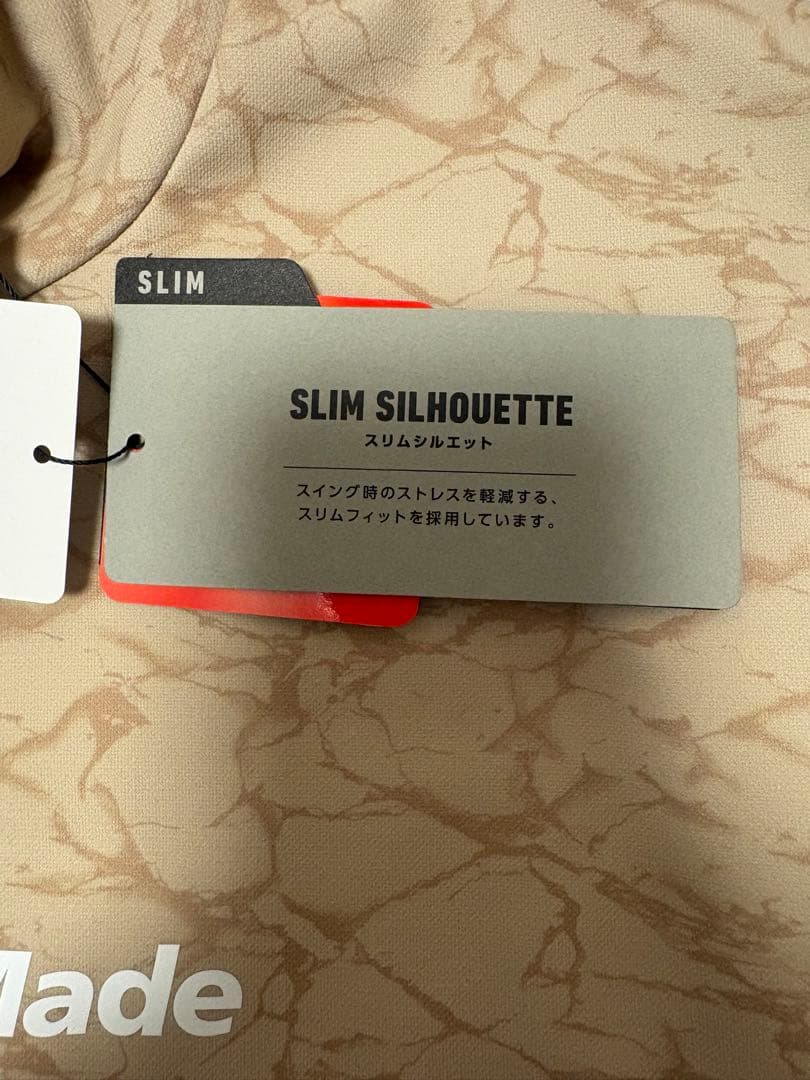 SLIM
SLIM SILHOUETTE
スリムシルエット
スイング時のストレスを軽減する、
スリムフィットを採用しています。
Made